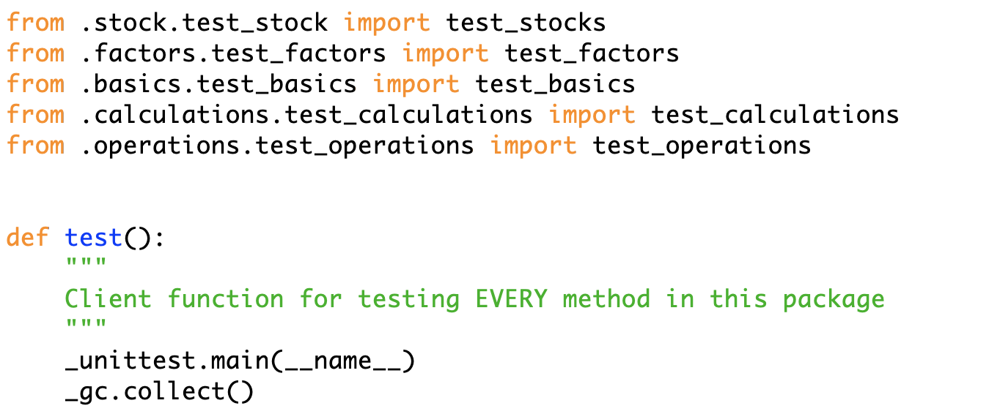 from .stock.test_stock import test_stocks
from .factors.test_factors import test_factors
from .basics.test_basics import test_basics
from .calculations.test_calculations import test_calculations
from .operations.test_operations import test_operations
def test():
    """
    Client function for testing EVERY method in this package
    """
    _unittest.main(__name__)
    _gc.collect()